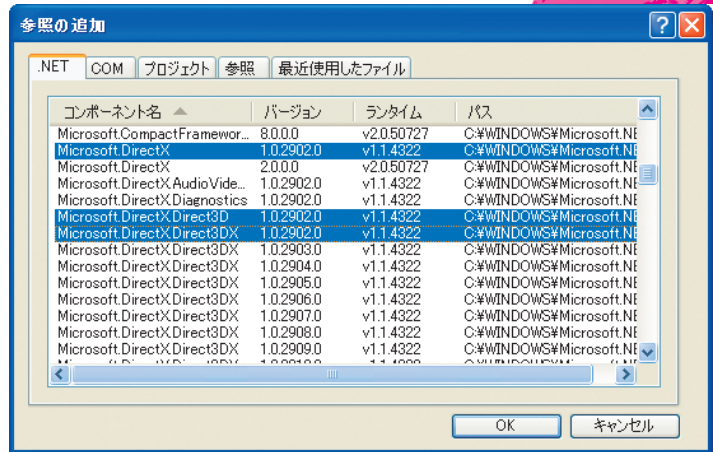 参照の追加
.NET COM プロジェクト 参照 最近使用したファイル
コンポーネント名 バージョン ランタイム パス
Microsoft.CompactFramewor... 8.0.0.0 v2.0.50727 C:¥WINDOWS¥Microsoft.NE
Microsoft.DirectX 1.0.2902.0 v1.1.4322 C:¥WINDOWS¥Microsoft.NE
Microsoft.DirectX 2.0.0.0 v2.0.50727 C:¥WINDOWS¥Microsoft.NE
Microsoft.DirectX.AudioVide... 1.0.2902.0 v1.1.4322 C:¥WINDOWS¥Microsoft.NE
Microsoft.DirectX.Diagnostics 1.0.2902.0 v1.1.4322 C:¥WINDOWS¥Microsoft.NE
Microsoft.DirectX.Direct3D 1.0.2902.0 v1.1.4322 C:¥WINDOWS¥Microsoft.NE
Microsoft.DirectX.Direct3DX 1.0.2902.0 v1.1.4322 C:¥WINDOWS¥Microsoft.NE
Microsoft.DirectX.Direct3DX 1.0.2903.0 v1.1.4322 C:¥WINDOWS¥Microsoft.NE
Microsoft.DirectX.Direct3DX 1.0.2904.0 v1.1.4322 C:¥WINDOWS¥Microsoft.NE
Microsoft.DirectX.Direct3DX 1.0.2905.0 v1.1.4322 C:¥WINDOWS¥Microsoft.NE
Microsoft.DirectX.Direct3DX 1.0.2906.0 v1.1.4322 C:¥WINDOWS¥Microsoft.NE
Microsoft.DirectX.Direct3DX 1.0.2907.0 v1.1.4322 C:¥WINDOWS¥Microsoft.NE
Microsoft.DirectX.Direct3DX 1.0.2908.0 v1.1.4322 C:¥WINDOWS¥Microsoft.NE
Microsoft.DirectX.Direct3DX 1.0.2909.0 v1.1.4322 C:¥WINDOWS¥Microsoft.NE
OK キャンセル